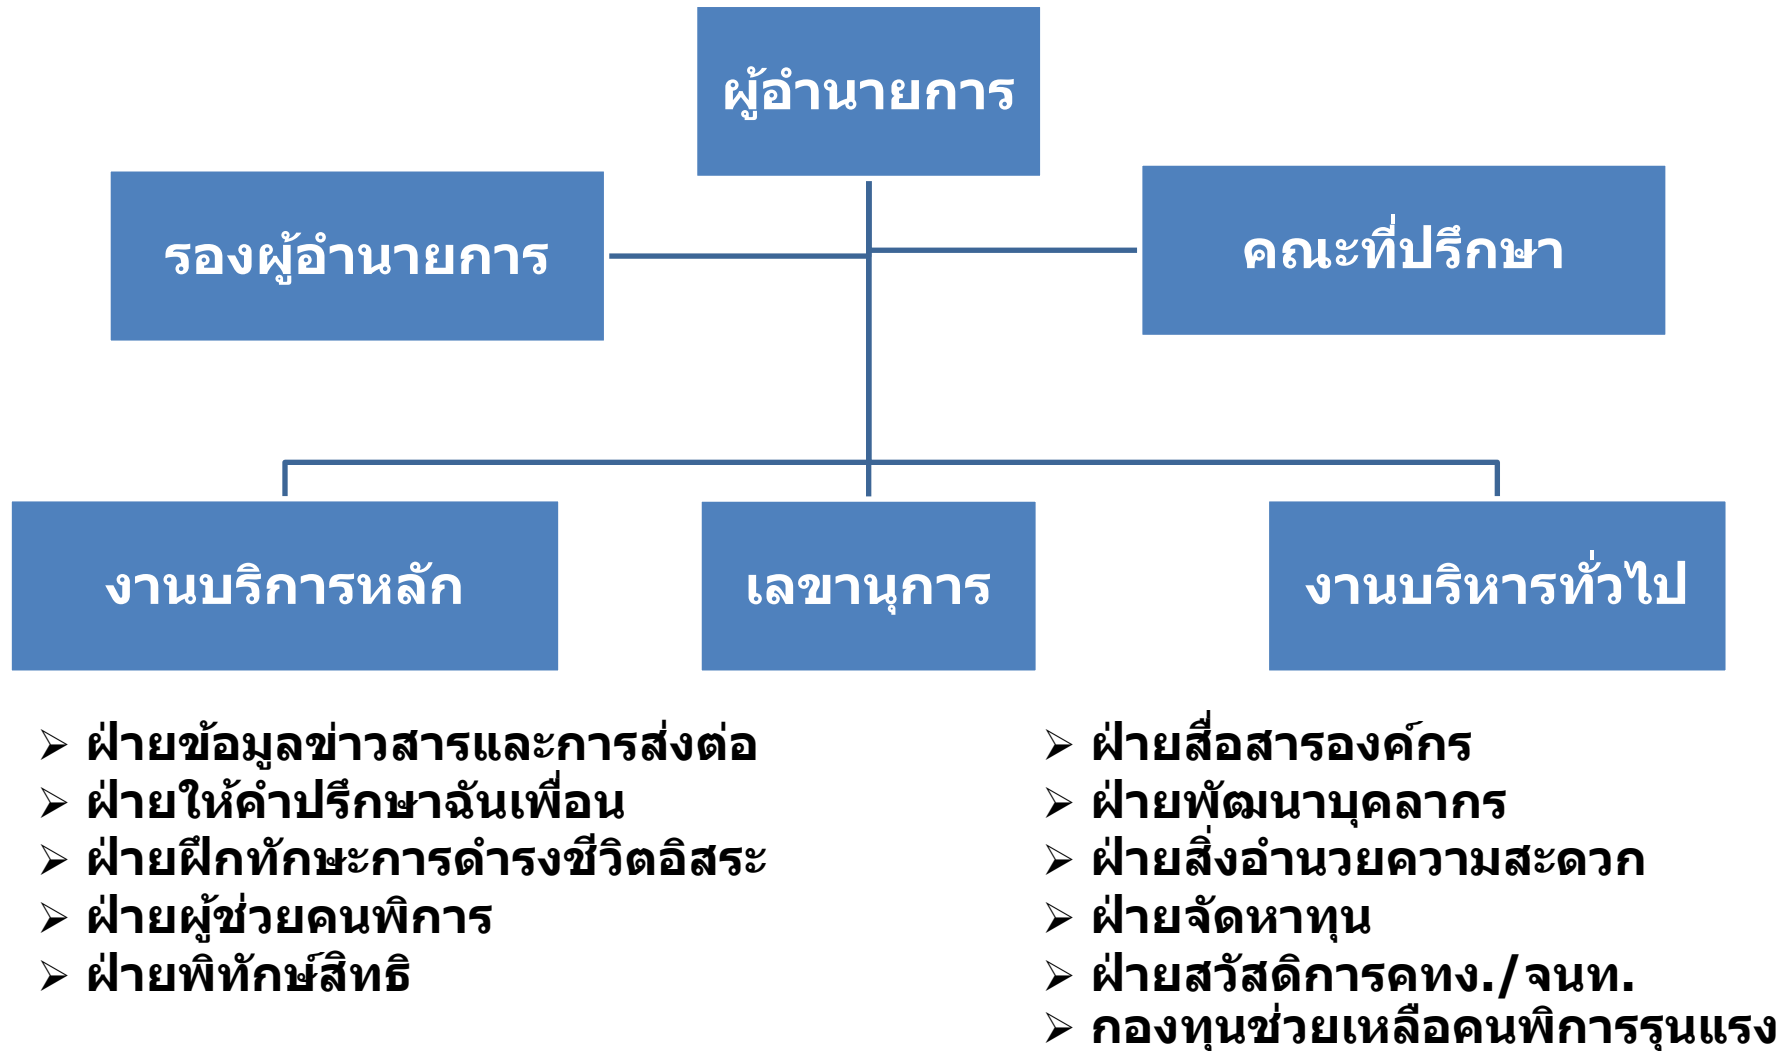 ผู้อำนายการ
รองผู้อำนายการ
คณะที่ปรึกษา
งานบริการหลัก
เลขานุการ
งานบริหารทั่วไป
➢ ฝ่ายข้อมูลข่าวสารและการส่งต่อ
➢ ฝ่ายให้คำปรึกษาฉันเพื่อน
➢ ฝ่ายฝึกทักษะการดำรงชีวิตอิสระ
➢ ฝ่ายผู้ช่วยคนพิการ
➢ ฝ่ายพิทักษ์สิทธิ
➢ ฝ่ายสื่อสารองค์กร
➢ ฝ่ายพัฒนาบุคลากร
➢ ฝ่ายสิ่งอำนวยความสะดวก
➢ ฝ่ายจัดหาทุน
➢ ฝ่ายสวัสดิการคทง./จนท.
➢ กองทุนช่วยเหลือคนพิการรุนแรง